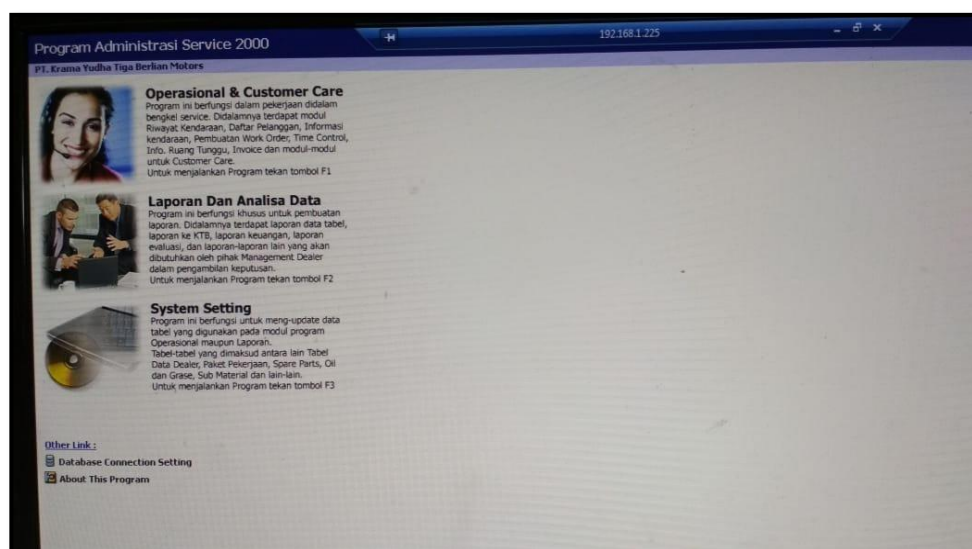 Program Administrasi Service 2000
192.168.1.225
PT. Krama Yudha Tiga Berlian Motors
Operasional & Customer Care
Program ini berfungsi dalam pekerjaan didalam
bengkel service. Didalamnya terdapat modul
Riwayat Kendaraan, Daftar Pelanggan, Informasi
kendaraan, Pembuatan Work Order, Time Control,
Info. Ruang Tunggu, Invoice dan modul-modul
untuk Customer Care.
Untuk menjalankan Program tekan tombol F1
Laporan Dan Analisa Data
Program ini berfungsi khusus untuk pembuatan
laporan. Didalamnya terdapat laporan data tabel,
laporan ke KTB, laporan keuangan, laporan
evaluasi, dan laporan-laporan lain yang akan
dibutuhkan oleh pihak Management Dealer
dalam pengambilan keputusan.
Untuk menjalankan Program tekan tombol F2
System Setting
Program ini berfungsi untuk meng-update data
tabel yang digunakan pada modul program
Operasional maupun Laporan.
Tabel-tabel yang dimaksud antara lain Tabel
Data Dealer, Paket Pekerjaan, Spare Parts, Oil
dan Grase, Sub Material dan lain-lain.
Untuk menjalankan Program tekan tombol F3
Other Link :
Database Connection Setting
About This Program